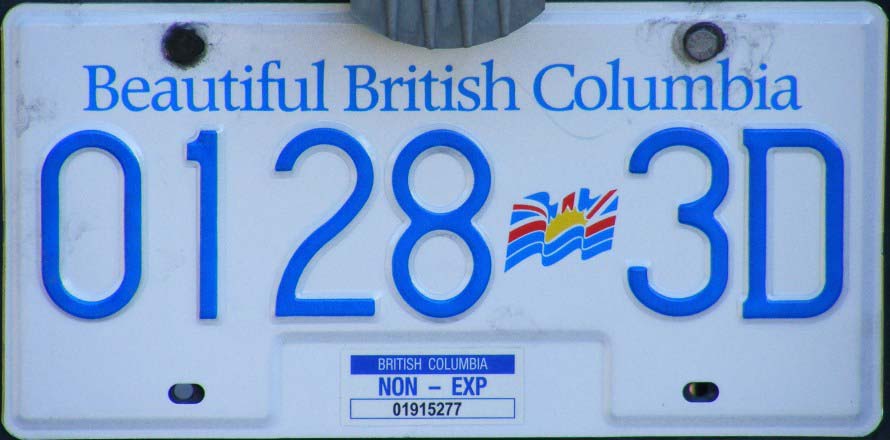 Beautiful British Columbia
0128 3D
BRITISH COLUMBIA
NON – EXP
01915277